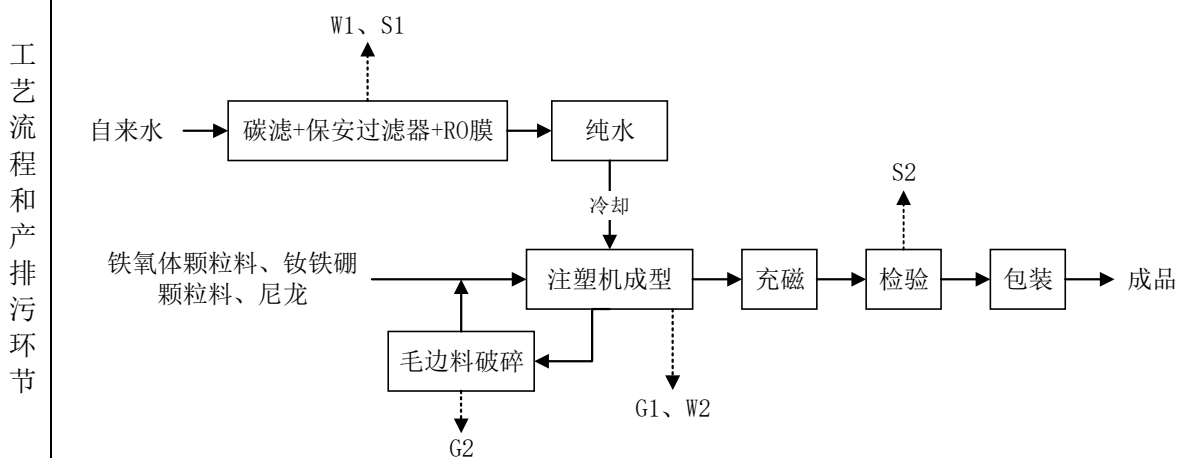 工艺流程和产排污环节
W1、S1
自来水
碳滤+保安过滤器+RO膜
纯水
冷却
S2
铁氧体颗粒料、钕铁硼
颗粒料、尼龙
注塑机成型
充磁
检验
包装
成品
毛边料破碎
G1、W2
G2